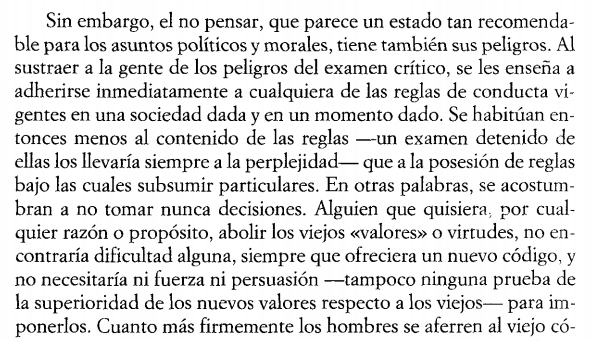 Sin embargo, el no pensar, que parece un estado tan recomenda-
ble para los asuntos políticos y morales, tiene también sus peligros. Al
sustraer a la gente de los peligros del examen crítico, se les enseña a
adherirse inmediatamente a cualquiera de las reglas de conducta vi-
gentes en una sociedad dada y en un momento dado. Se habitúan en-
tonces menos al contenido de las reglas —un examen detenido de
ellas los llevaría siempre a la perplejidad— que a la posesión de reglas
bajo las cuales subsumir particulares. En otras palabras, se acostum-
bran a no tomar nunca decisiones. Alguien que quisiera, por cual-
quier razón o propósito, abolir los viejos «valores» o virtudes, no en-
contraría dificultad alguna, siempre que ofreciera un nuevo código, y
no necesitaría ni fuerza ni persuasión —tampoco ninguna prueba de
la superioridad de los nuevos valores respecto a los viejos— para im-
ponerlos. Cuanto más firmemente los hombres se aferren al viejo có-